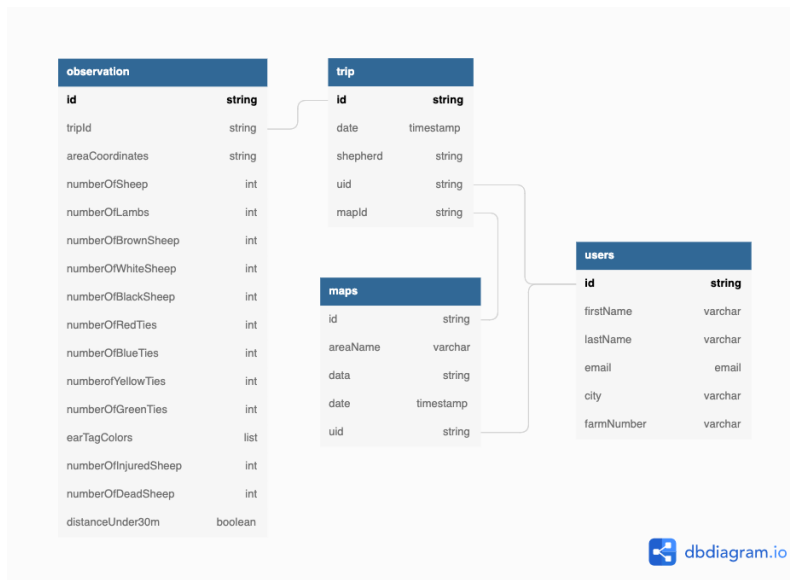 observation
id string
tripId string
areaCoordinates string
numberOfSheep int
numberOfLambs int
numberOfBrownSheep int
numberOfWhiteSheep int
numberOfBlackSheep int
numberOfRedTies int
numberOfBlueTies int
numberofYellowTies int
numberOfGreenTies int
earTagColors list
numberOfInjuredSheep int
numberOfDeadSheep int
distanceUnder30m boolean
trip
id string
date timestamp
shepherd string
uid string
mapId string
maps
id string
areaName varchar
data string
date timestamp
uid string
users
id string
firstName varchar
lastName varchar
email email
city varchar
farmNumber varchar
dbdiagram.io